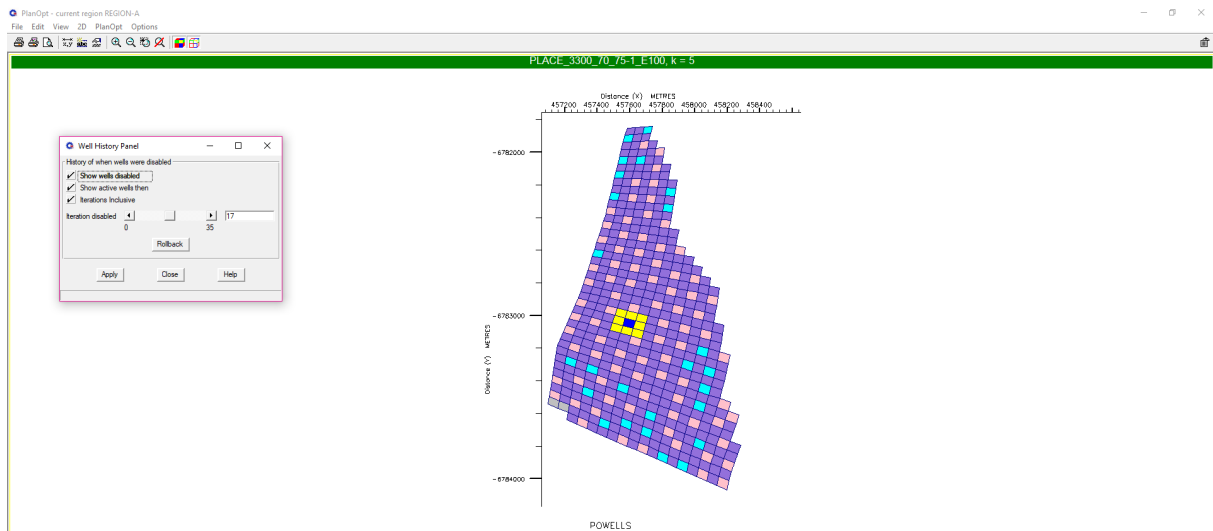 PlanOpt - current region REGION-A
File Edit View 2D PlanOpt Options
PLACE_3300_70_75-1_E100, k = 5
Distance (X) METRES
457200 457400 457600 457800 458000 458200 458400
Well History Panel
History of when wells were disabled
Show wells disabled
Show active wells then
Iterations Inclusive
Iteration disabled 17
0 35
Rollback
Apply Close Help
-6782000
-6783000
Distance (Y) METRES
-6784000
POWELLS